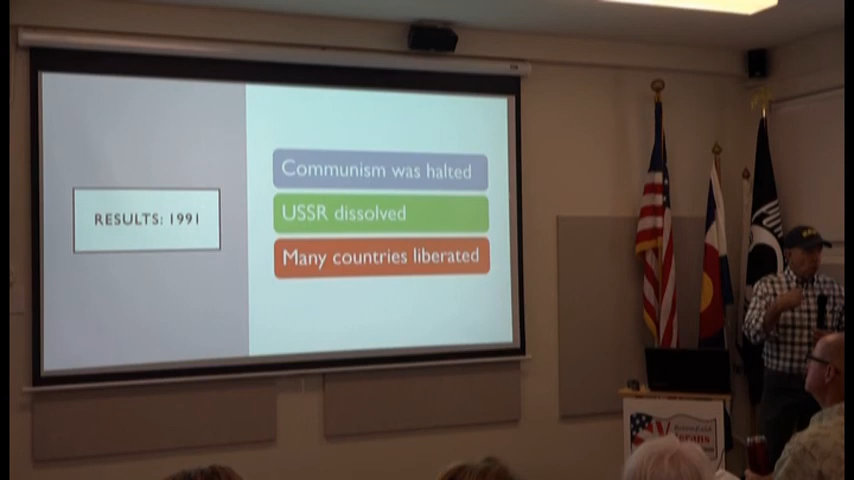 RESULTS: 1991
Communism was halted
USSR dissolved
Many countries liberated